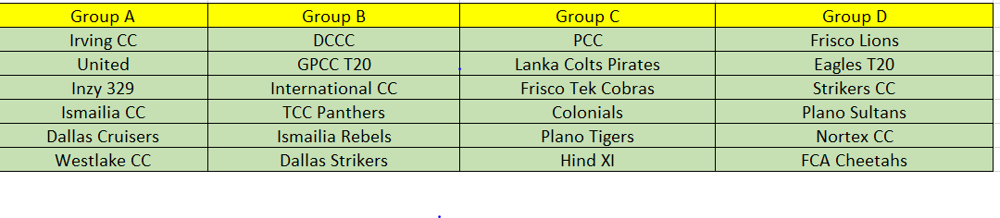 Group A Group B Group C Group D
Irving CC DCCC PCC Frisco Lions
United GPCC T20 Lanka Colts Pirates Eagles T20
Inzy 329 International CC Frisco Tek Cobras Strikers CC
Ismailia CC TCC Panthers Colonials Plano Sultans
Dallas Cruisers Ismailia Rebels Plano Tigers Nortex CC
Westlake CC Dallas Strikers Hind XI FCA Cheetahs